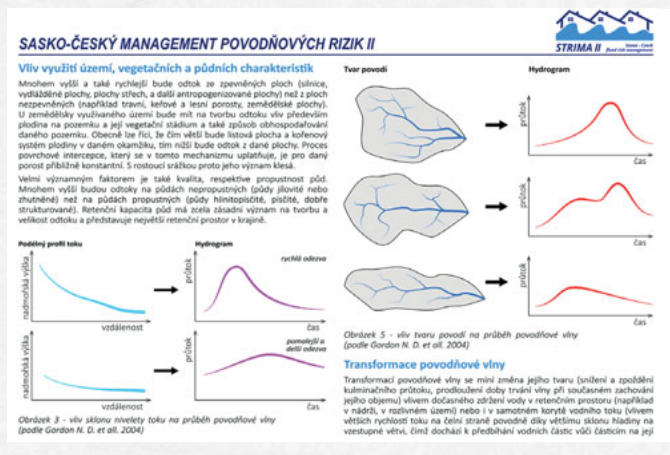 SASKO-ČESKÝ MANAGEMENT POVODŇOVÝCH RIZIK II
STRIMA II
Saxon - Czech
flood risk management
Vliv využití území, vegetačních a půdních charakteristik
Mnohem vyšší a také rychlejší bude odtok ze zpevněných ploch (silnice,
vydlážděné plochy, plochy střech, a další antropogenizované plochy) než z ploch
nezpevněných (například travní, keřové a lesní porosty, zemědělské plochy).
U zemědělsky využívaného území bude mít na tvorbu odtoku vliv především
plodina na pozemku a její vegetační stádium a také způsob obhospodařování
daného pozemku. Obecně lze říci, že čím větší bude listová plocha a kořenový
systém plodiny v daném okamžiku, tím nižší bude odtok z dané plochy. Proces
povrchové intercepce, který se v tomto mechanizmu uplatňuje, je pro daný
porost přibližně konstantní. S rostoucí srážkou proto jeho význam klesá.
Velmi významným faktorem je také kvalita, respektive propustnost půd.
Mnohem vyšší budou odtoky na půdách nepropustných (půdy jílovité nebo
zhutněné) než na půdách propustných (půdy hlinitopísčité, písčité, dobře
strukturované). Retenční kapacita půd má zcela zásadní význam na tvorbu a
velikost odtoku a představuje největší retenční prostor v krajině.
Podélný profil toku
Hydrogram
nadmořská výška
vzdálenost
průtok
rychlá odezva
čas
nadmořská výška
vzdálenost
průtok
pomalejší a
delší odezva
čas
Obrázek 3 - vliv sklonu nivelety toku na průběh povodňové vlny
(podle Gordon N. D. et all. 2004)
Tvar povodí
Hydrogram
průtok
čas
průtok
čas
průtok
čas
Obrázek 5 - vliv tvaru povodí na průběh povodňové vlny
(podle Gordon N. D. et all. 2004)
Transformace povodňové vlny
Transformací povodňové vlny se míní změna jejího tvaru (snížení a zpoždění
kulminačního průtoku, prodloužení doby trvání vlny při současném zachování
jejího objemu) vlivem dočasného zdržení vody v retenčním prostoru (například
v nádrži, v rozlivném území) nebo i v samotném korytě vodního toku (vlivem
větších rychlostí toku na čelní straně povodně díky většímu sklonu hladiny na
vzestupné větvi, čímž dochází k předbíhání vodních částic vůči částicím na její